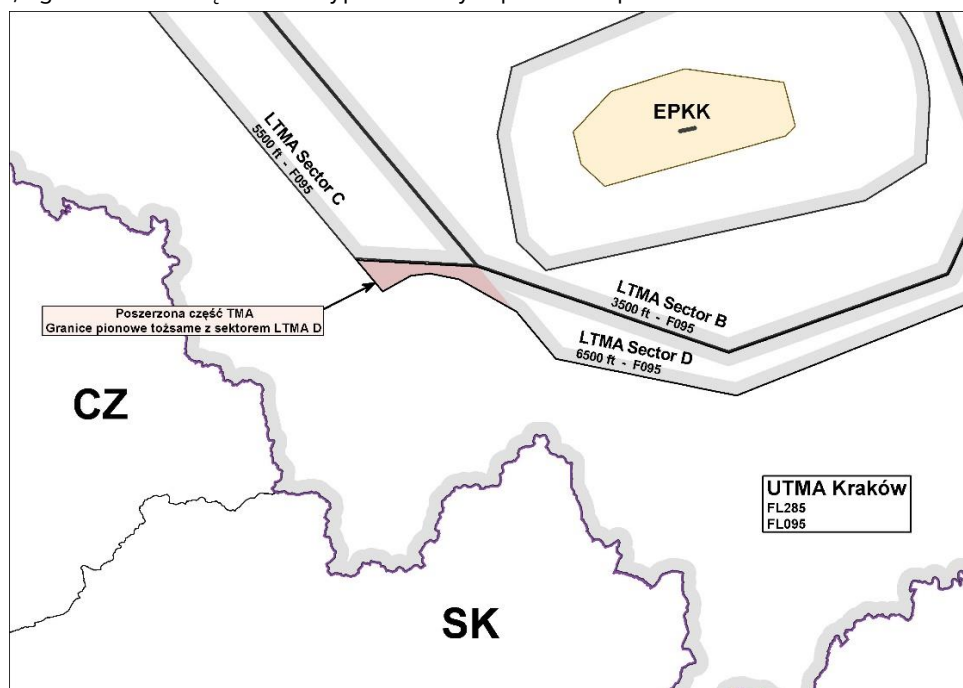 EPKK
LTMA Sector C
5500 ft - F095
LTMA Sector B
3500 ft - F095
Poszerzona część TMA
Granice pionowe tożsame z sektorem LTMA D
LTMA Sector D
6500 ft - F095
CZ
UTMA Kraków
FL285
FL095
SK